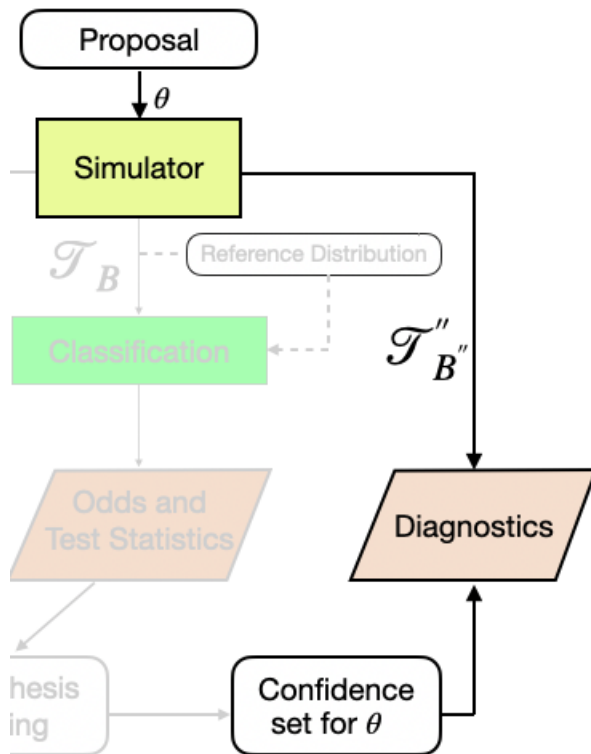 Proposal
θ
Simulator
𝒯_B
Reference Distribution
𝒯''_B''
Classification
Odds and
Test Statistics
Diagnostics
hesis
ing
Confidence
set for θ